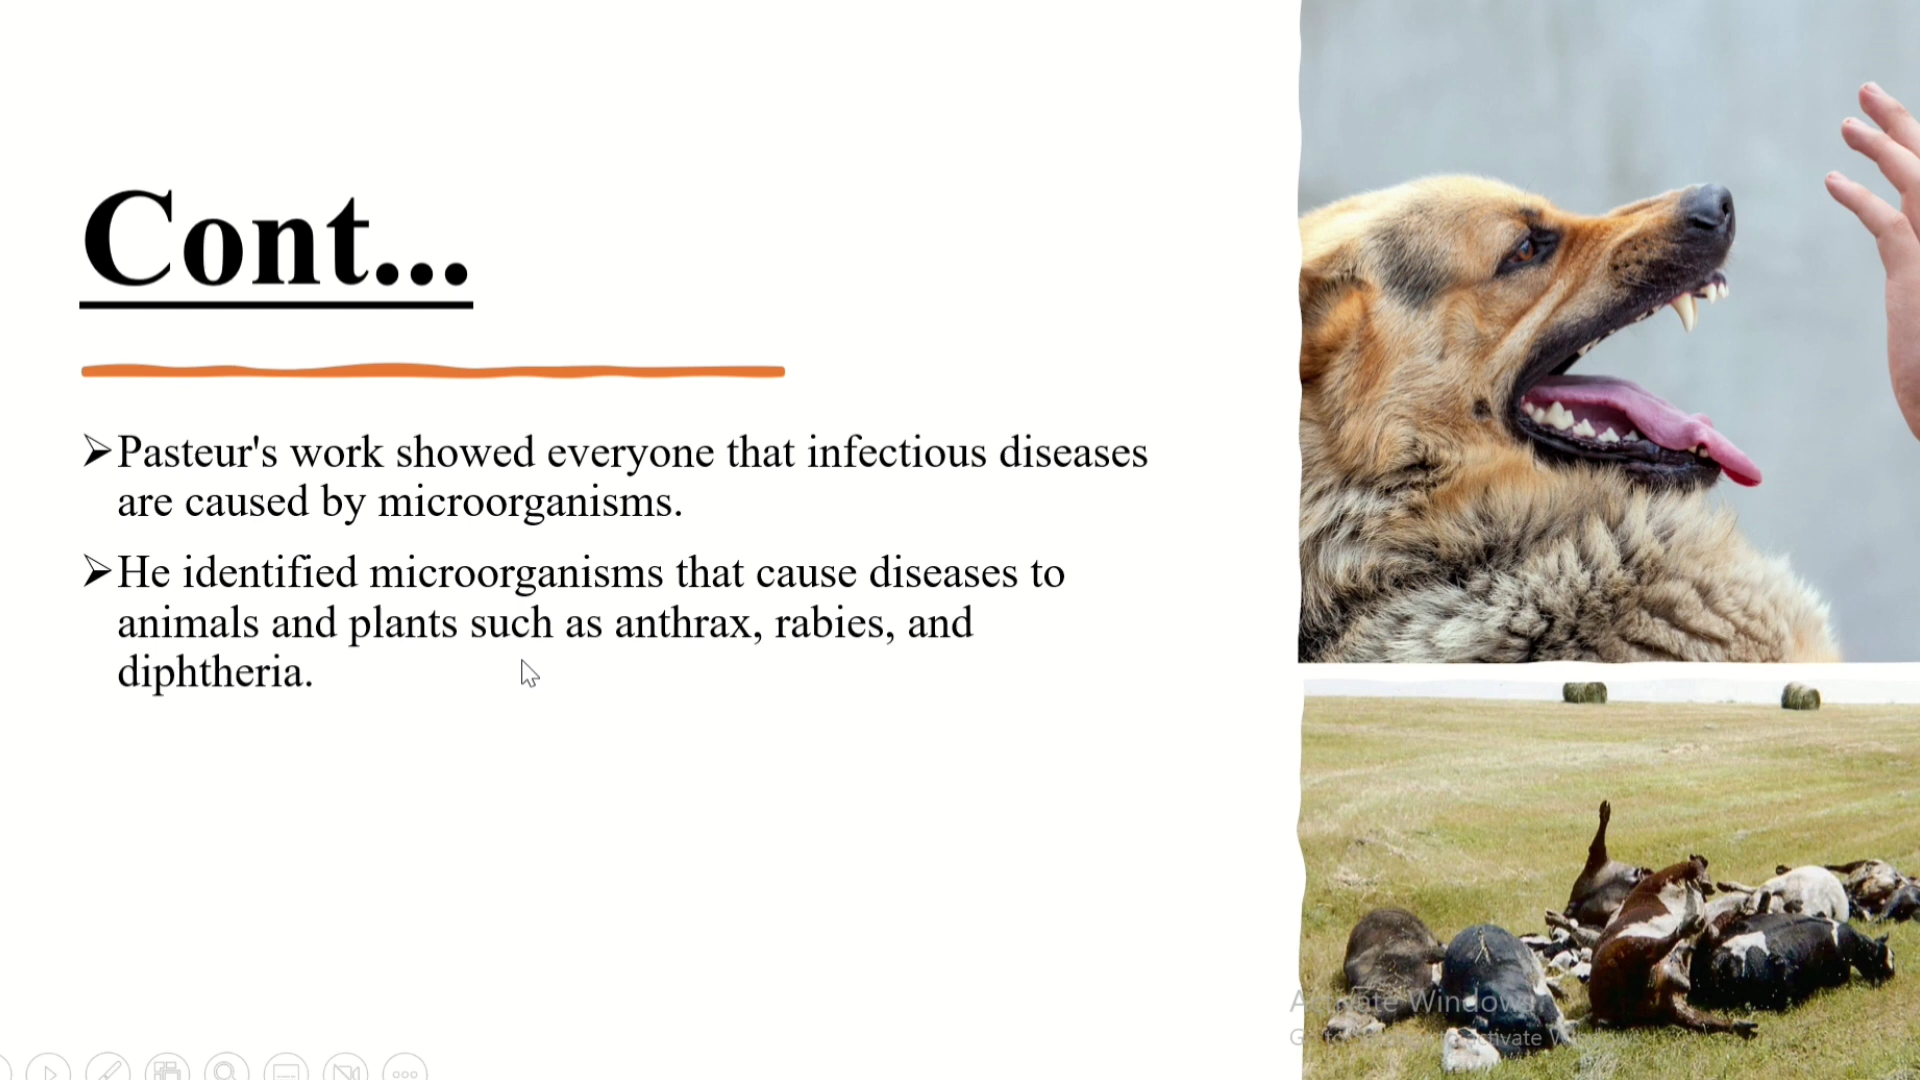 Cont...
➢Pasteur's work showed everyone that infectious diseases
are caused by microorganisms.
➢He identified microorganisms that cause diseases to
animals and plants such as anthrax, rabies, and
diphtheria.
Activate Windows